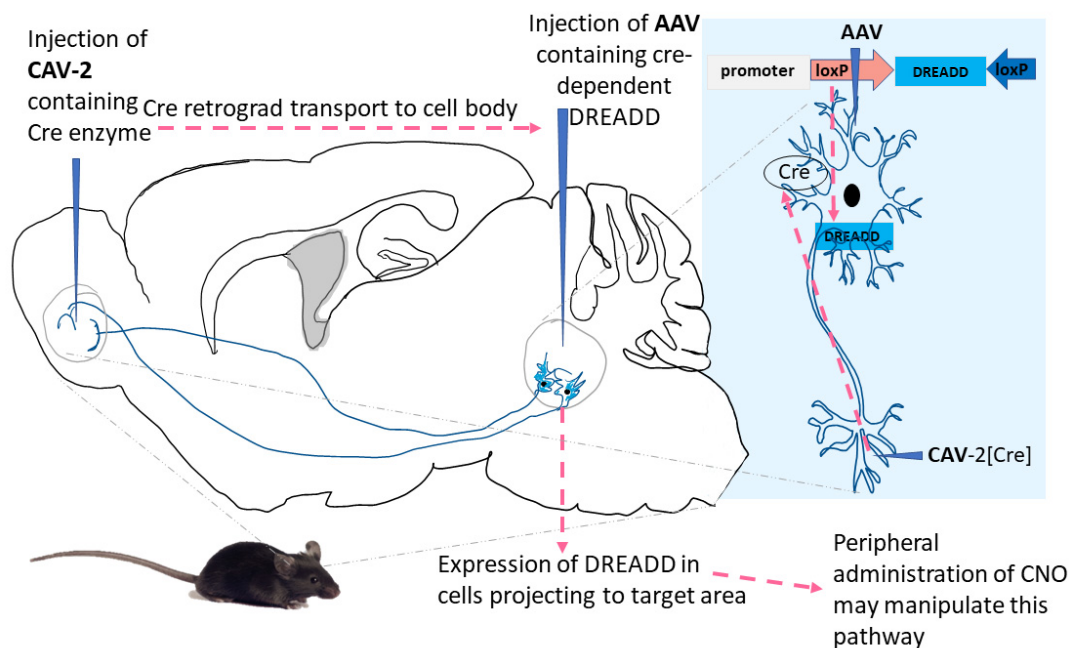 Injection of
CAV-2
containing
Cre enzyme
Cre retrograd transport to cell body
Injection of AAV
containing cre-
dependent
DREADD
AAV
promoter
loxP
DREADD
loxP
Cre
DREADD
CAV-2[Cre]
Expression of DREADD in
cells projecting to target area
Peripheral
administration of CNO
may manipulate this
pathway